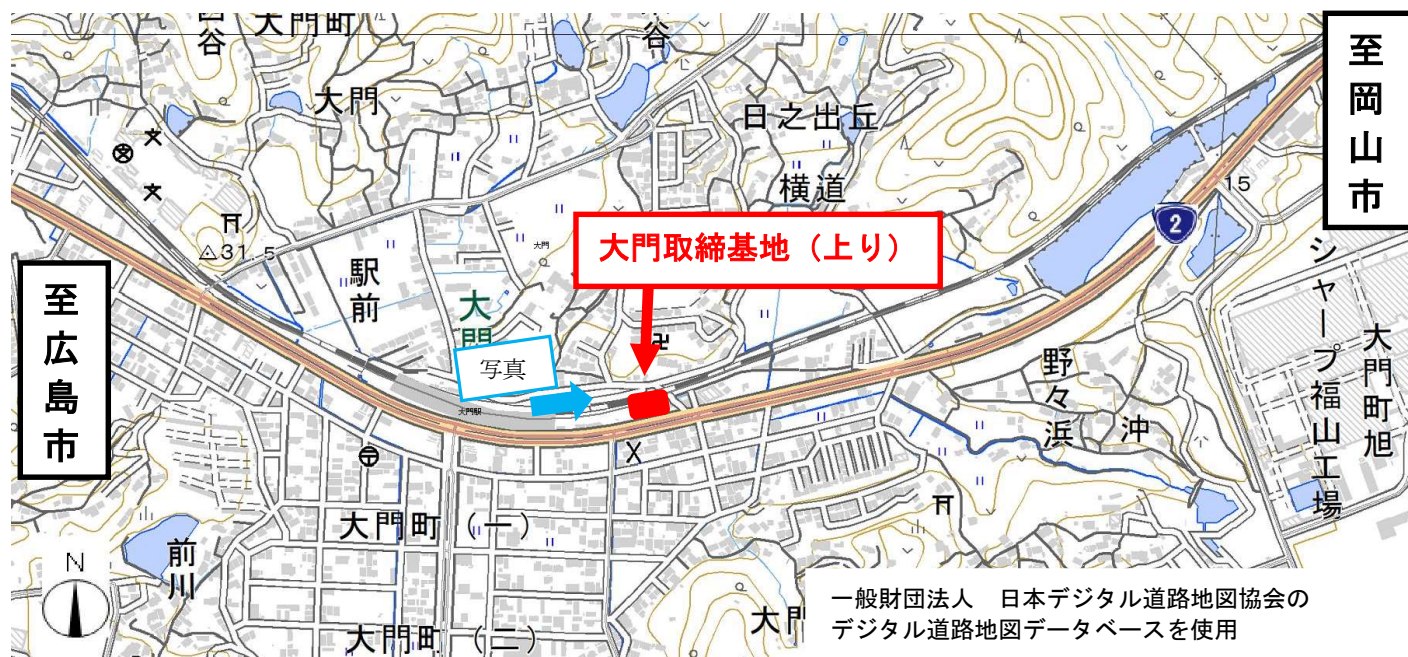 谷
大門町
谷
至岡山市
大門
日之出丘
横道
15
2
31.5
大門
大門取締基地（上り）
駅前
大門
至広島市
写真
シャープ福山工場
大門町旭
野々浜
沖
大門駅
大門町（一）
前川
N
大門町（二）
大門
一般財団法人　日本デジタル道路地図協会の
デジタル道路地図データベースを使用